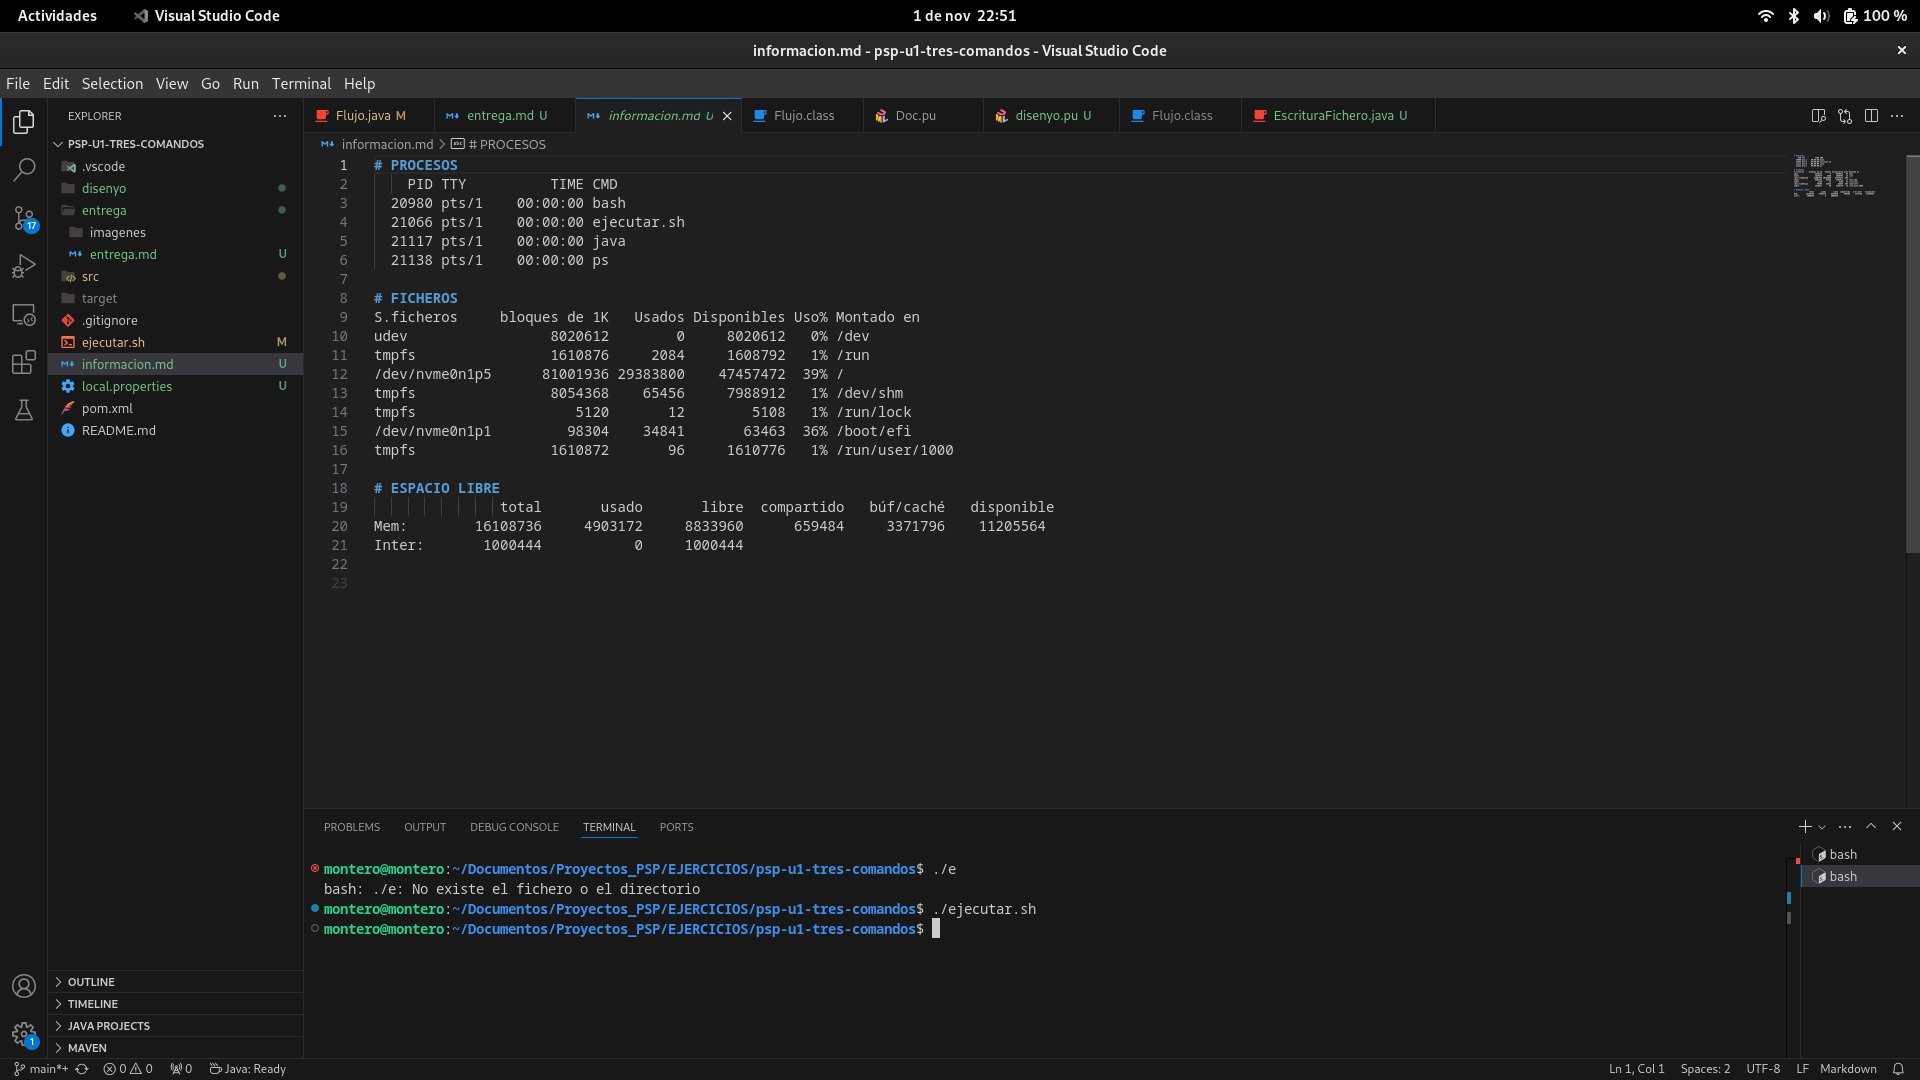 Actividades Visual Studio Code 1 de nov 22:51 100 %
informacion.md - psp-u1-tres-comandos - Visual Studio Code
File Edit Selection View Go Run Terminal Help
EXPLORER
PSP-U1-TRES-COMANDOS
.vscode
disenyo
entrega
imagenes
entrega.md U
src
target
.gitignore
ejecutar.sh M
informacion.md U
local.properties U
pom.xml
README.md
OUTLINE
TIMELINE
JAVA PROJECTS
MAVEN
17
1
Flujo.java M entrega.md U informacion.md U Flujo.class Doc.pu disenyo.pu U Flujo.class EscrituraFichero.java U
informacion.md > # PROCESOS
1 # PROCESOS
2 PID TTY TIME CMD
3 20980 pts/1 00:00:00 bash
4 21066 pts/1 00:00:00 ejecutar.sh
5 21117 pts/1 00:00:00 java
6 21138 pts/1 00:00:00 ps
7
8 # FICHEROS
9 S.ficheros bloques de 1K Usados Disponibles Uso% Montado en
10 udev 8020612 0 8020612 0% /dev
11 tmpfs 1610876 2084 1608792 1% /run
12 /dev/nvme0n1p5 81001936 29383800 47457472 39% /
13 tmpfs 8054368 65456 7988912 1% /dev/shm
14 tmpfs 5120 12 5108 1% /run/lock
15 /dev/nvme0n1p1 98304 34841 63463 36% /boot/efi
16 tmpfs 1610872 96 1610776 1% /run/user/1000
17
18 # ESPACIO LIBRE
19 total usado libre compartido búf/caché disponible
20 Mem: 16108736 4903172 8833960 659484 3371796 11205564
21 Inter: 1000444 0 1000444
22
23
PROBLEMS OUTPUT DEBUG CONSOLE TERMINAL PORTS
montero@montero:~/Documentos/Proyectos_PSP/EJERCICIOS/psp-u1-tres-comandos$ ./e
bash: ./e: No existe el fichero o el directorio
montero@montero:~/Documentos/Proyectos_PSP/EJERCICIOS/psp-u1-tres-comandos$ ./ejecutar.sh
montero@montero:~/Documentos/Proyectos_PSP/EJERCICIOS/psp-u1-tres-comandos$
bash
bash
main*+ 0 0 0 Java: Ready Ln 1, Col 1 Spaces: 2 UTF-8 LF Markdown